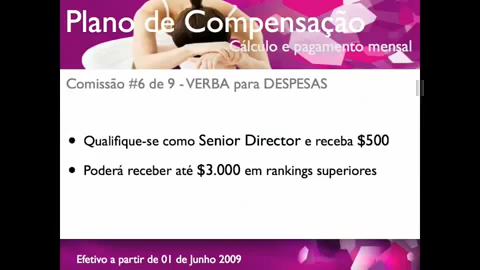 Plano de Compensação
Cálculo e pagamento mensal
Comissão #6 de 9 - VERBA para DESPESAS
• Qualifique-se como Senior Director e receba $500
• Poderá receber até $3.000 em rankings superiores
Efetivo a partir de 01 de Junho 2009